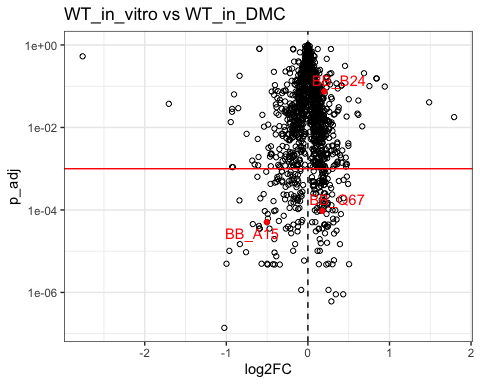 WT_in_vitro vs WT_in_DMC
1e+00
BB_B24
1e-02
p_adj
BB_Q67
1e-04
BB_A15
1e-06
-2
-1
0
1
2
log2FC